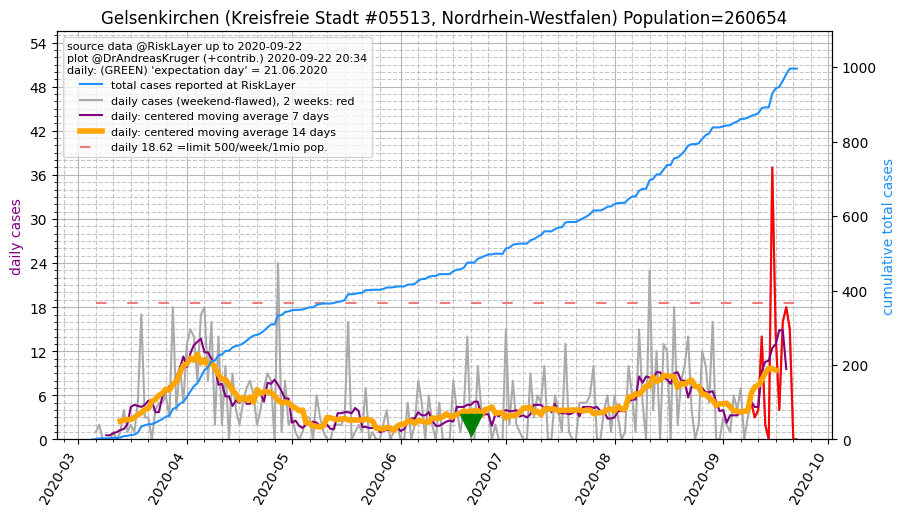 Gelsenkirchen (Kreisfreie Stadt #05513, Nordrhein-Westfalen) Population=260654
source data @RiskLayer up to 2020-09-22
plot @DrAndreasKruger (+contrib.) 2020-09-22 20:34
daily: (GREEN) 'expectation day' = 21.06.2020
total cases reported at RiskLayer
daily cases (weekend-flawed), 2 weeks: red
daily: centered moving average 7 days
daily: centered moving average 14 days
daily 18.62 =limit 500/week/1mio pop.
daily cases
54
48
42
36
30
24
18
12
6
0
cumulative total cases
1000
800
600
400
200
0
2020-03
2020-04
2020-05
2020-06
2020-07
2020-08
2020-09
2020-10